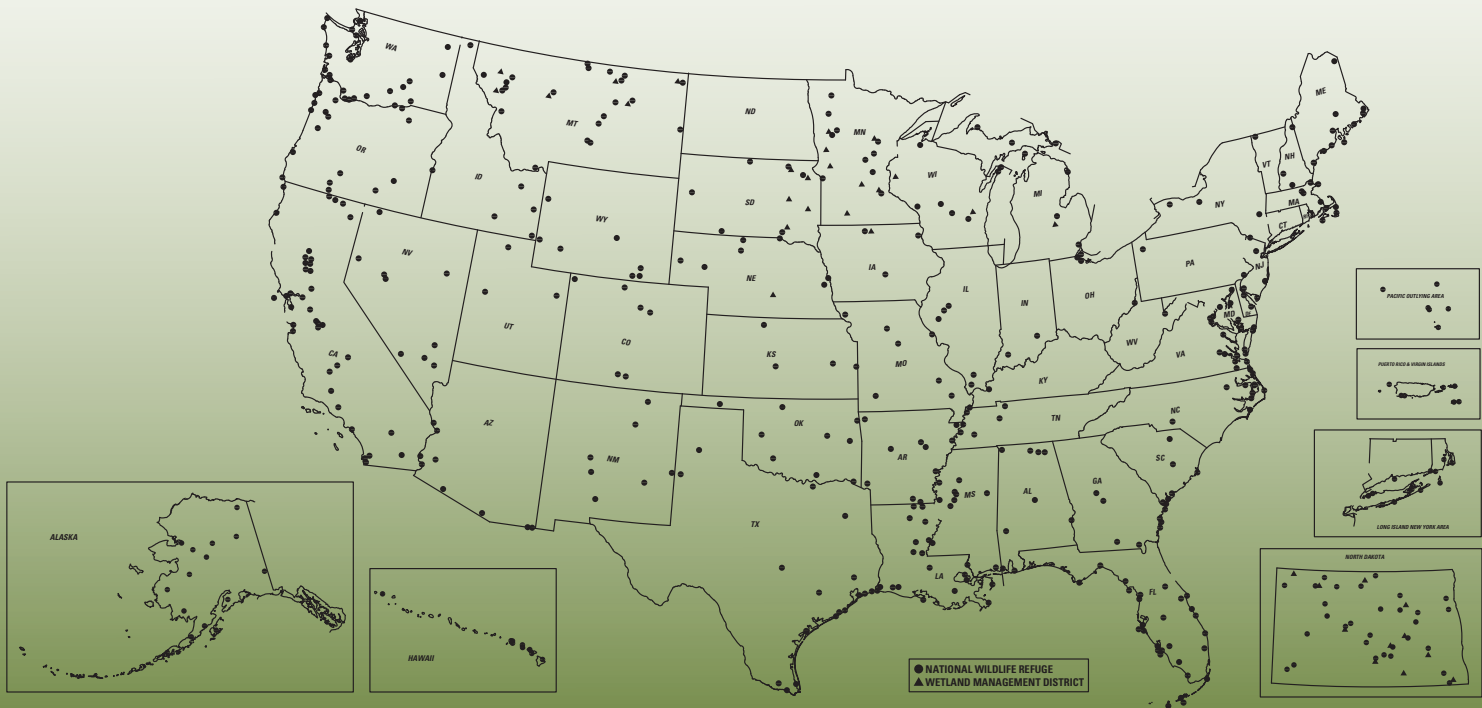 WA
ME
MT
ND
MN
OR
VT
NH
ID
WI
MI
NY
MA
SD
WY
CT
NV
PA
IA
NE
NJ
IL
IN
OH
PACIFIC OUTLYING AREA
MD
DE
UT
CO
WV
VA
CA
KS
MO
PUERTO RICO & VIRGIN ISLANDS
KY
NC
TN
AZ
OK
NM
AR
SC
MS
AL
GA
TX
LONG ISLAND NEW YORK AREA
ALASKA
NORTH DAKOTA
LA
FL
HAWAII
NATIONAL WILDLIFE REFUGE
WETLAND MANAGEMENT DISTRICT